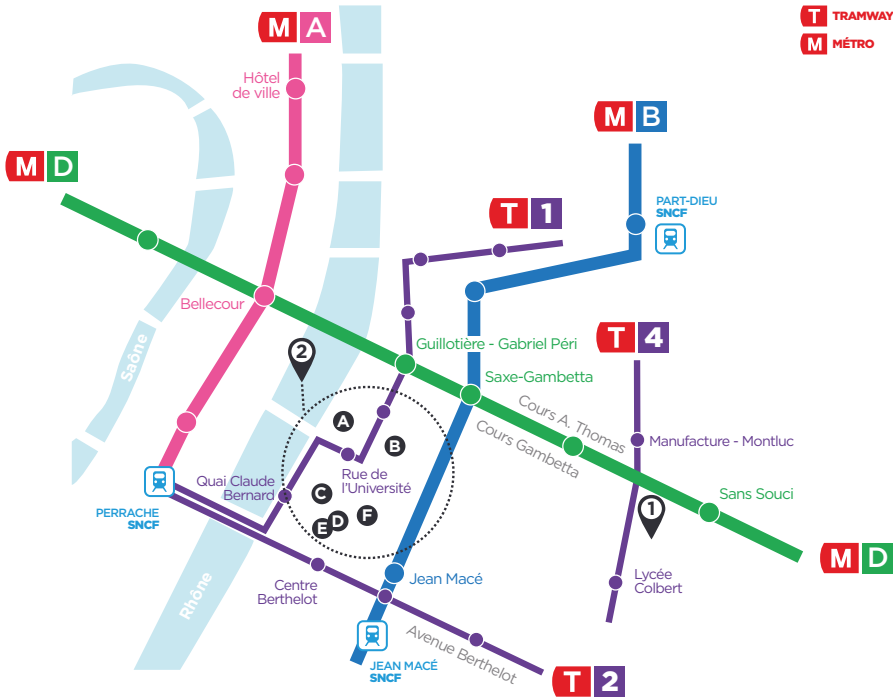 T TRAMWAY
M MÉTRO
M A
Hôtel
de ville
M B
M D
PART-DIEU
SNCF
T 1
Bellecour
Guillotière - Gabriel Péri
T 4
Saône
2
Saxe-Gambetta
Cours A. Thomas
Cours Gambetta
A
B
Manufacture - Montluc
Rue de
l'Université
Quai Claude
Bernard
C
D
E
F
Sans Souci
1
PERRACHE
SNCF
M D
Rhône
Centre
Berthelot
Jean Macé
Lycée
Colbert
Avenue Berthelot
JEAN MACÉ
SNCF
T 2